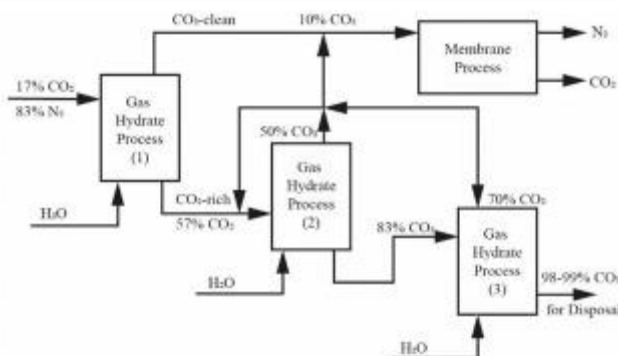 CO₂-clean
10% CO₂
N₂
Membrane
Process
CO₂
17% CO₂
83% N₂
Gas
Hydrate
Process
(1)
50% CO₂
Gas
Hydrate
Process
(2)
CO₂-rich
57% CO₂
H₂O
83% CO₂
70% CO₂
Gas
Hydrate
Process
(3)
98-99% CO₂
for Disposal
H₂O
H₂O